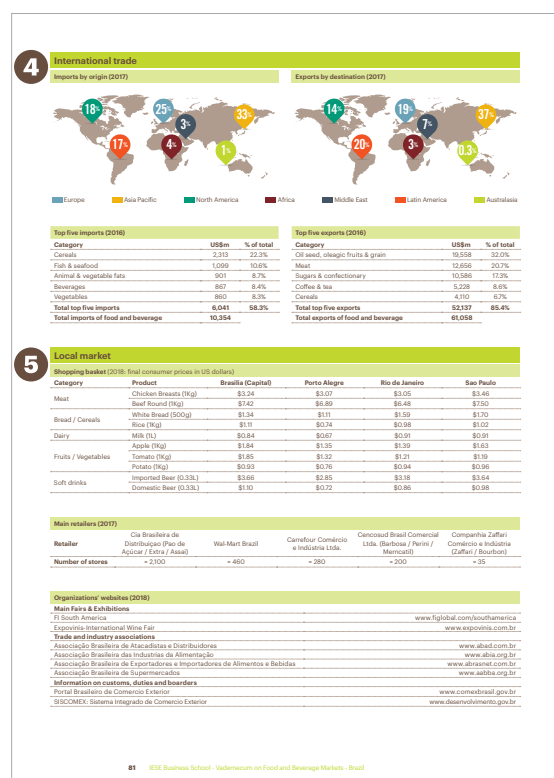 4
International trade
Imports by origin (2017)
Exports by destination (2017)
18%
25%
33%
3%
17%
4%
1%
14%
19%
37%
7%
20%
3%
0.3%
Europe Asia Pacific North America Africa Middle East Latin America Australasia
Top five imports (2016)
Category US$m % of total
Cereals 2,313 22.3%
Fish & seafood 1,099 10.6%
Animal & vegetable fats 901 8.7%
Beverages 867 8.4%
Vegetables 860 8.3%
Total top five imports 6,041 58.3%
Total imports of food and beverage 10,354
Top five exports (2016)
Category US$m % of total
Oil seed, oleagic fruits & grain 19,558 32.0%
Meat 12,656 20.7%
Sugars & confectionary 10,586 17.3%
Coffee & tea 5,228 8.6%
Cereals 4,110 6.7%
Total top five exports 52,137 85.4%
Total exports of food and beverage 61,058
5
Local market
Shopping basket (2018: final consumer prices in US dollars)
Category Product Brasilia (Capital) Porto Alegre Rio de Janeiro Sao Paulo
Meat
Chicken Breasts (1Kg) $3.24 $3.07 $3.05 $3.46
Beef Round (1Kg) $7.42 $6.89 $6.48 $7.50
Bread / Cereals
White Bread (500g) $1.34 $1.11 $1.59 $1.70
Rice (1Kg) $1.11 $0.74 $0.98 $1.02
Dairy Milk (1L) $0.84 $0.67 $0.91 $0.91
Fruits / Vegetables
Apple (1Kg) $1.84 $1.35 $1.39 $1.63
Tomato (1Kg) $1.85 $1.32 $1.21 $1.19
Potato (1Kg) $0.93 $0.76 $0.94 $0.96
Soft drinks
Imported Beer (0.33L) $3.66 $2.85 $3.18 $3.64
Domestic Beer (0.33L) $1.10 $0.72 $0.86 $0.98
Main retailers (2017)
Retailer
Cia Brasileira de
Distribuiçao (Pao de
Açúcar / Extra / Assaí)
Wal-Mart Brazil
Carrefour Comércio
e Indústria Ltda.
Cencosud Brasil Comercial
Ltda. (Barbosa / Perini /
Merncatil)
Companhia Zaffari
Comércio e Indústria
(Zaffari / Bourbon)
Number of stores ≈ 2,100 ≈ 460 ≈ 280 ≈ 200 ≈ 35
Organizations' websites (2018)
Main Fairs & Exhibitions
FI South America www.figlobal.com/southamerica
Expovinis-International Wine Fair www.expovinis.com.br
Trade and industry associations
Associação Brasileira de Atacadistas e Distribuidores www.abad.com.br
Associação Brasileira das Industrias da Alimentação www.abia.org.br
Associação Brasileira de Exportadores e Importadores de Alimentos e Bebidas www.abrasnet.com.br
Associação Brasileira de Supermercados www.aabba.org.br
Information on customs, duties and boarders
Portal Brasileiro de Comercio Exterior www.comexbrasil.gov.br
SISCOMEX: Sistema Integrado de Comercio Exterior www.desenvolvimento.gov.br
81 IESE Business School - Vademecum on Food and Beverage Markets - Brazil